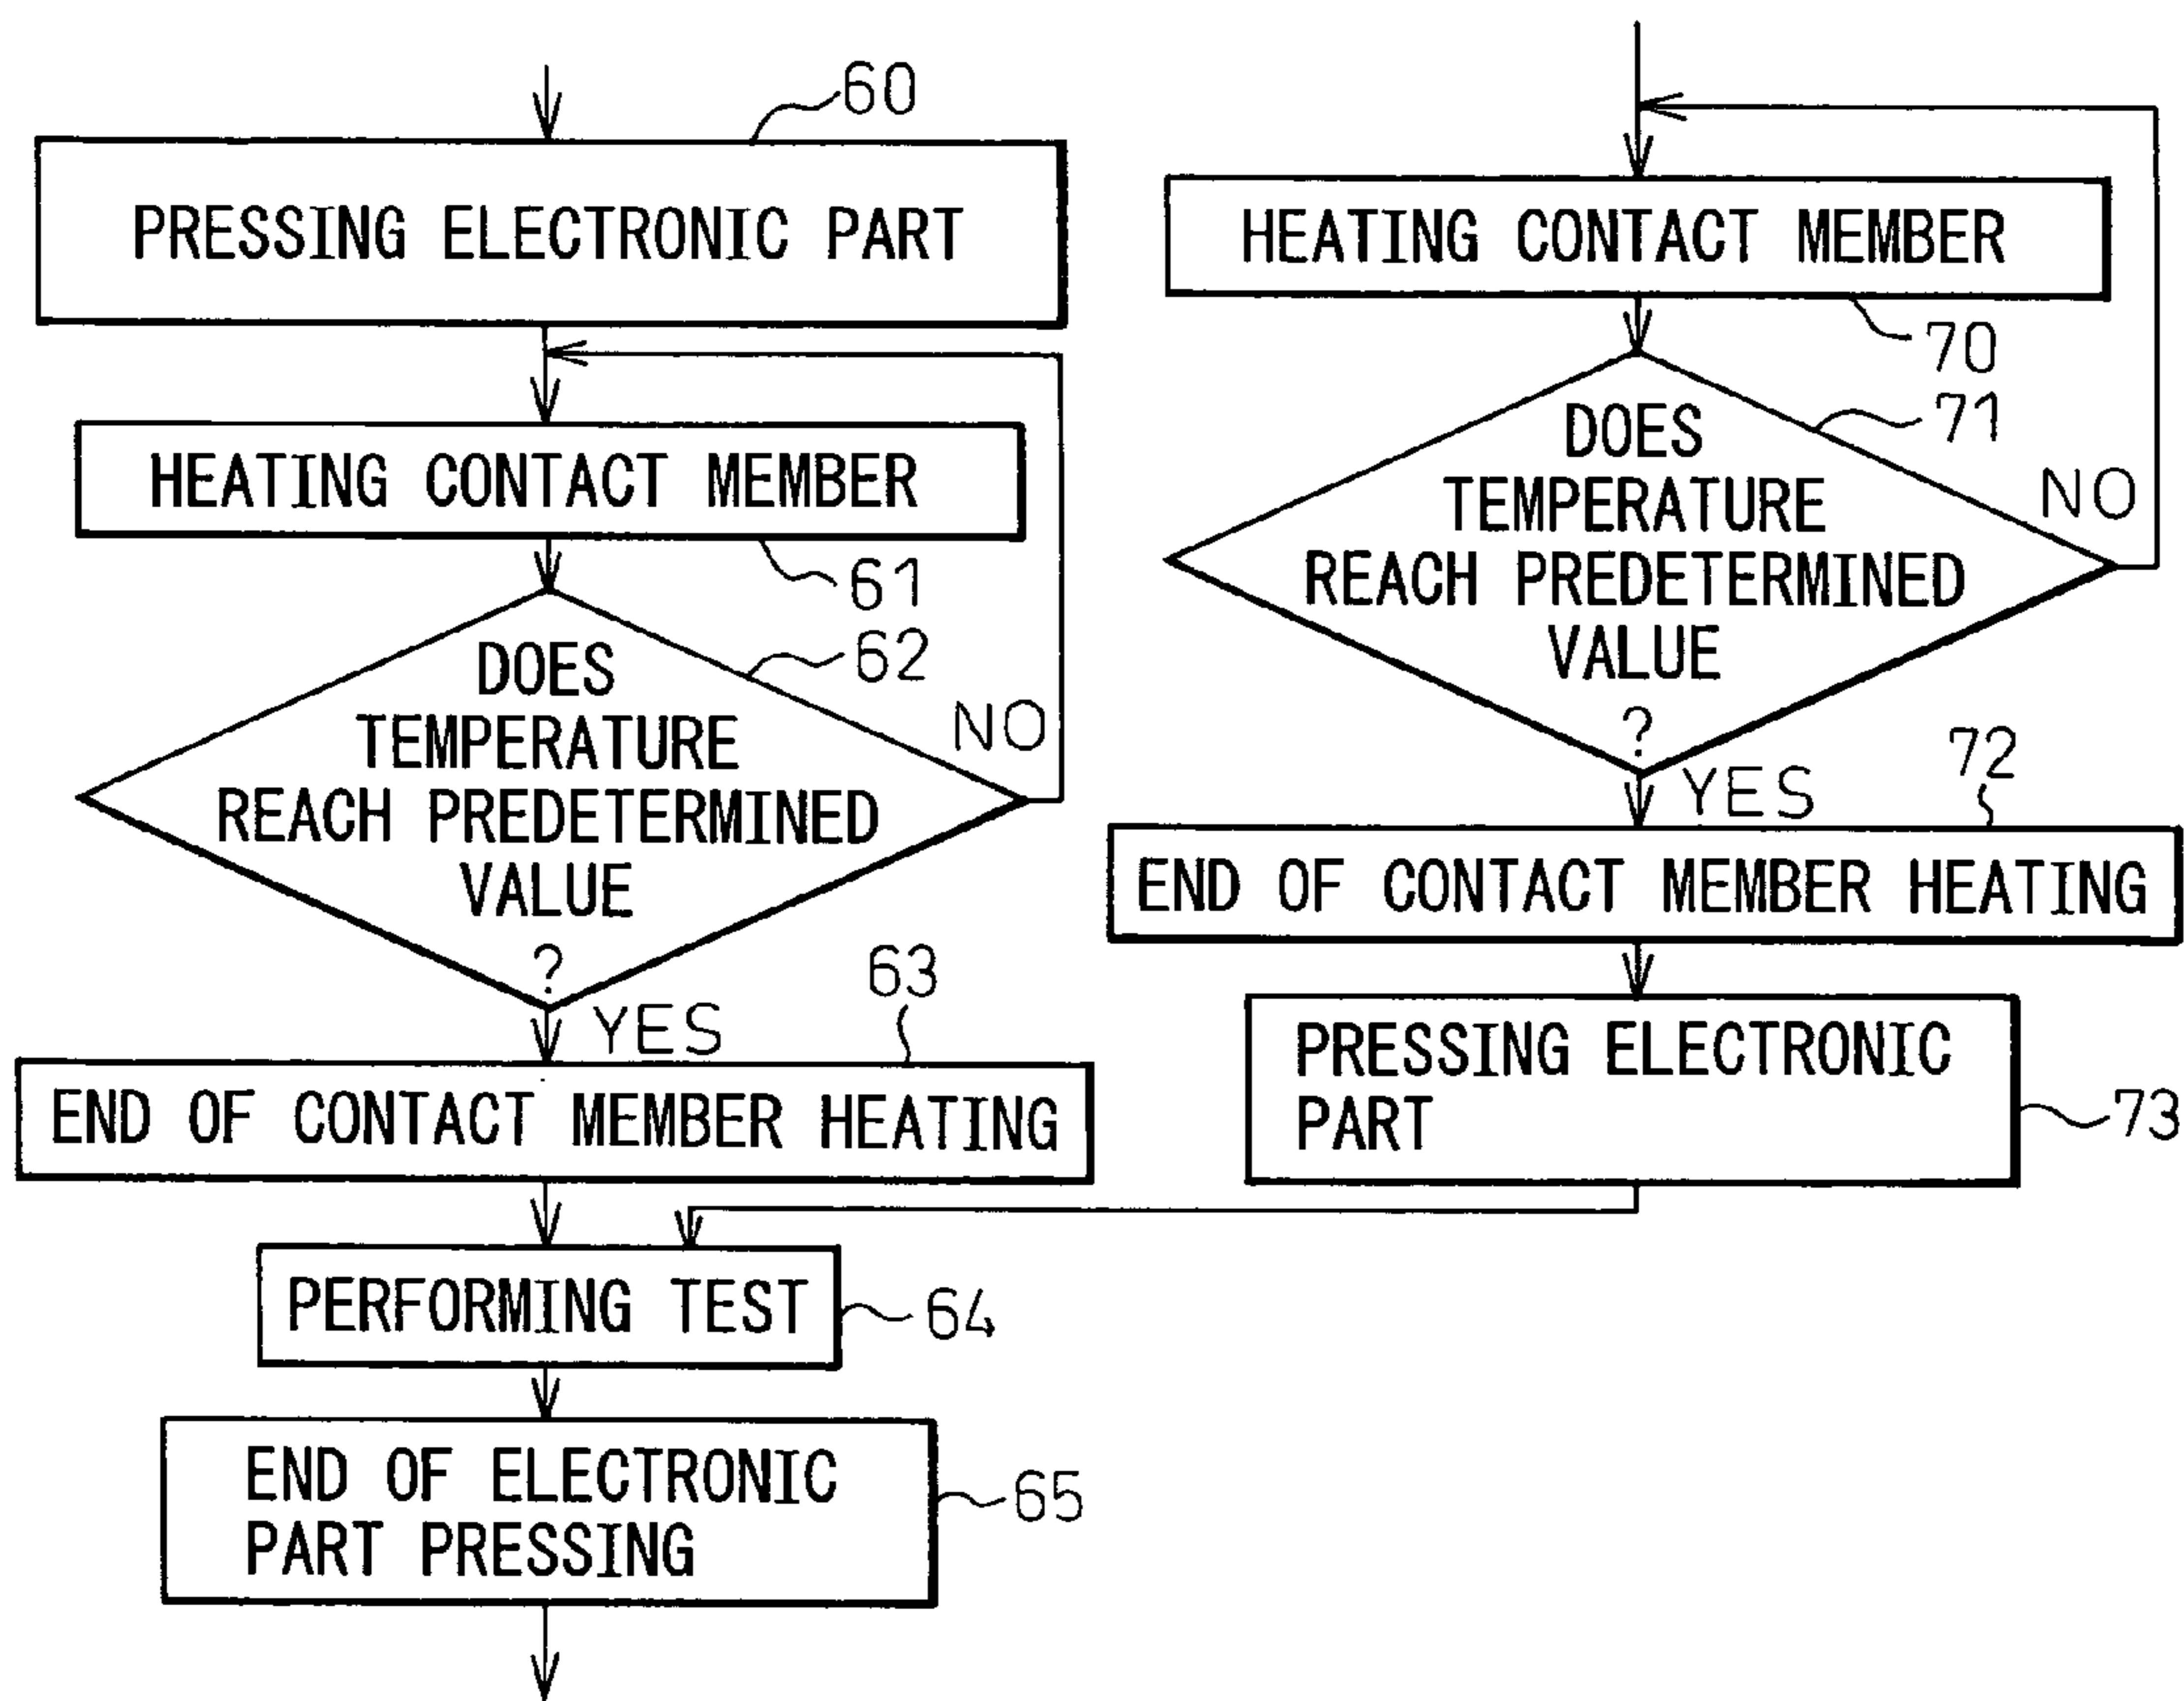 60
PRESSING ELECTRONIC PART
HEATING CONTACT MEMBER
61
62
DOES
TEMPERATURE
REACH PREDETERMINED
VALUE
?
NO
YES
63
END OF CONTACT MEMBER HEATING
PERFORMING TEST
64
END OF ELECTRONIC
PART PRESSING
65
HEATING CONTACT MEMBER
70
71
DOES
TEMPERATURE
REACH PREDETERMINED
VALUE
?
NO
YES
72
END OF CONTACT MEMBER HEATING
PRESSING ELECTRONIC
PART
73